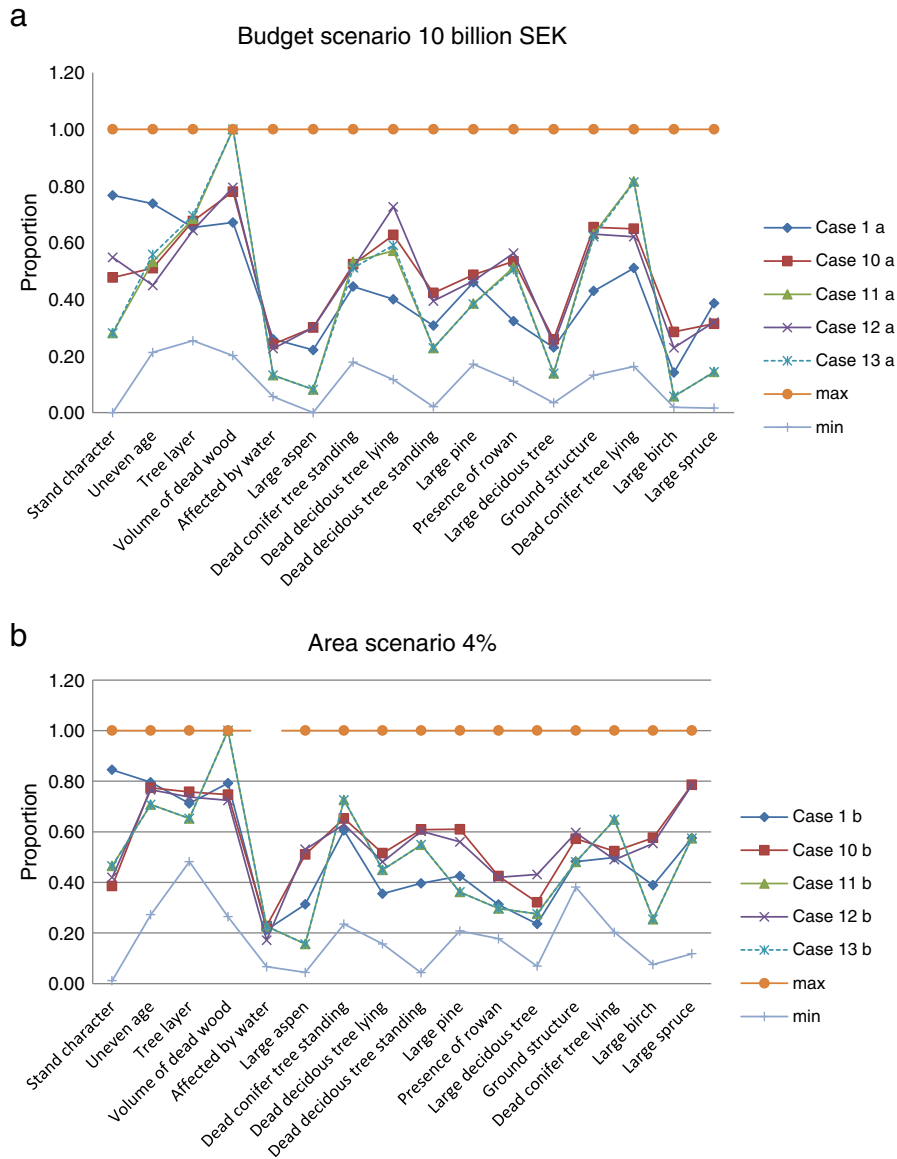 a
Budget scenario 10 billion SEK
1.20
1.00
0.80
0.60
0.40
0.20
0.00
Proportion
Stand character
Uneven age
Tree layer
Volume of dead wood
Affected by water
Large aspen
Dead conifer tree standing
Dead decidous tree lying
Dead decidous tree standing
Large pine
Presence of rowan
Large decidous tree
Ground structure
Dead conifer tree lying
Large birch
Large spruce
Case 1 a
Case 10 a
Case 11 a
Case 12 a
Case 13 a
max
min
b
Area scenario 4%
1.20
1.00
0.80
0.60
0.40
0.20
0.00
Proportion
Stand character
Uneven age
Tree layer
Volume of dead wood
Affected by water
Large aspen
Dead conifer tree standing
Dead decidous tree lying
Dead decidous tree standing
Large pine
Presence of rowan
Large decidous tree
Ground structure
Dead conifer tree lying
Large birch
Large spruce
Case 1 b
Case 10 b
Case 11 b
Case 12 b
Case 13 b
max
min